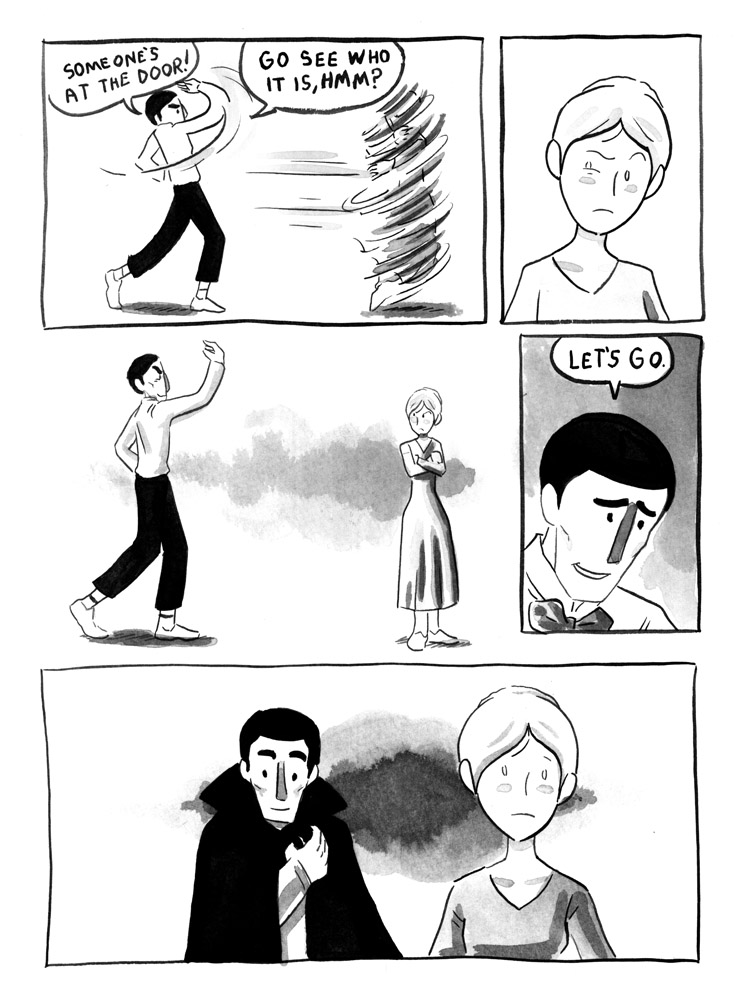 SOMEONE'S
AT THE DOOR!
GO SEE WHO
IT IS, HMM?
LET'S GO.